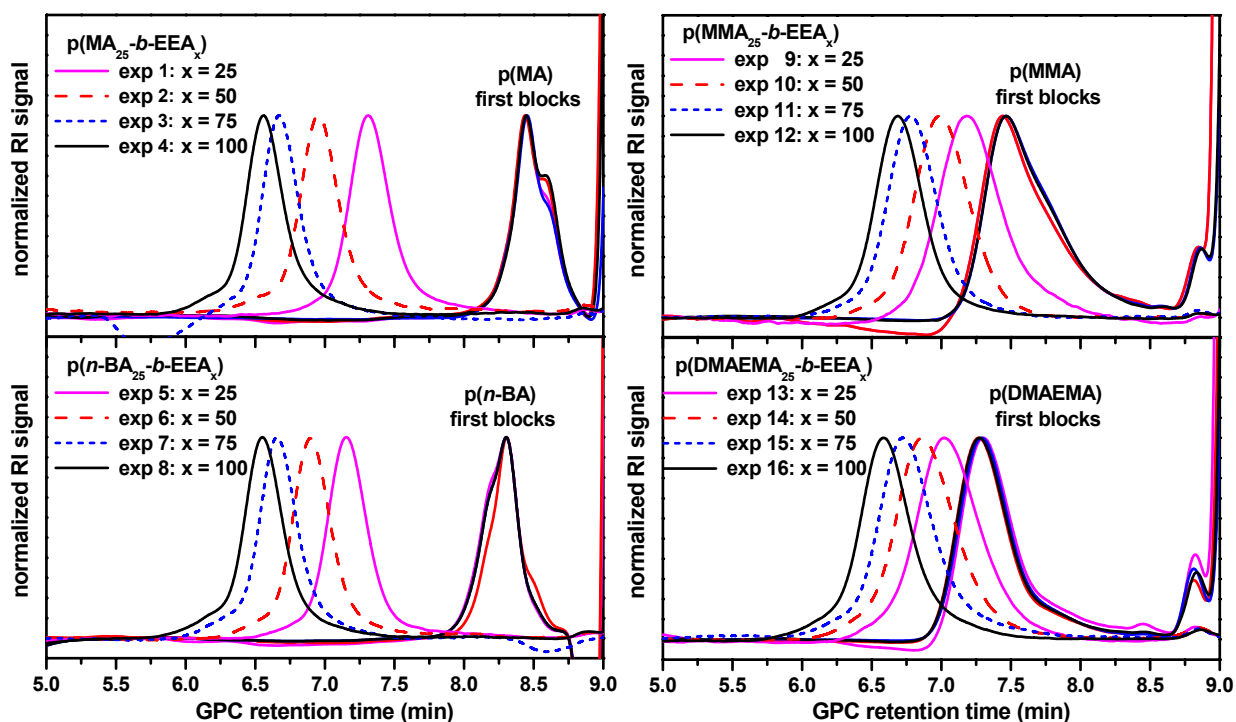 normalized RI signal
p(MA25-b-EEAx)
exp 1: x = 25
exp 2: x = 50
exp 3: x = 75
exp 4: x = 100
p(MA)
first blocks
normalized RI signal
p(MMA25-b-EEAx)
exp 9: x = 25
exp 10: x = 50
exp 11: x = 75
exp 12: x = 100
p(MMA)
first blocks
normalized RI signal
p(n-BA25-b-EEAx)
exp 5: x = 25
exp 6: x = 50
exp 7: x = 75
exp 8: x = 100
p(n-BA)
first blocks
5.0 5.5 6.0 6.5 7.0 7.5 8.0 8.5 9.0
GPC retention time (min)
normalized RI signal
p(DMAEMA25-b-EEAx)
exp 13: x = 25
exp 14: x = 50
exp 15: x = 75
exp 16: x = 100
p(DMAEMA)
first blocks
5.0 5.5 6.0 6.5 7.0 7.5 8.0 8.5 9.0
GPC retention time (min)